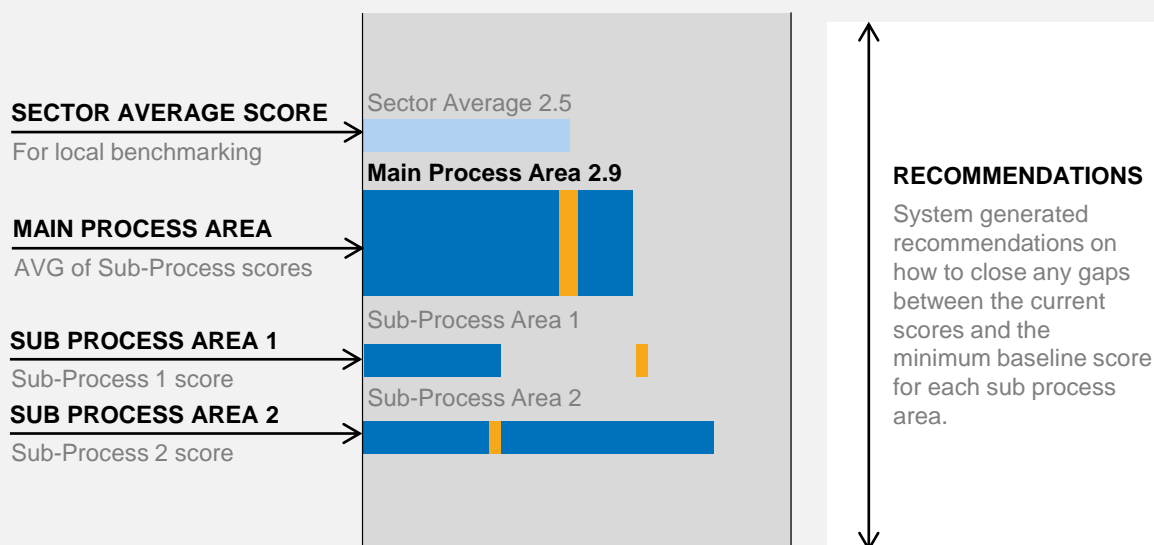 SECTOR AVERAGE SCORE
For local benchmarking
MAIN PROCESS AREA
AVG of Sub-Process scores
SUB PROCESS AREA 1
Sub-Process 1 score
SUB PROCESS AREA 2
Sub-Process 2 score
Sector Average 2.5
Main Process Area 2.9
Sub-Process Area 1
Sub-Process Area 2
RECOMMENDATIONS
System generated
recommendations on
how to close any gaps
between the current
scores and the
minimum baseline score
for each sub process
area.